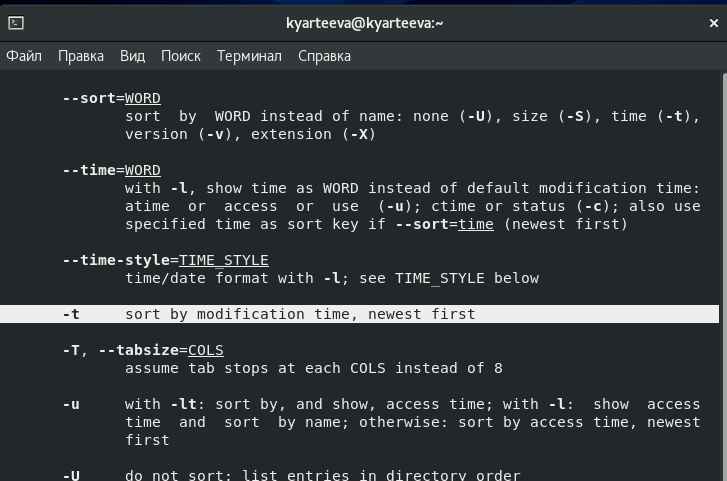 kyarteeva@kyarteeva:~
Файл Правка Вид Поиск Терминал Справка
--sort=WORD
sort by WORD instead of name: none (-U), size (-S), time (-t),
version (-v), extension (-X)
--time=WORD
with -l, show time as WORD instead of default modification time:
atime or access or use (-u); ctime or status (-c); also use
specified time as sort key if --sort=time (newest first)
--time-style=TIME_STYLE
time/date format with -l; see TIME_STYLE below
-t sort by modification time, newest first
-T, --tabsize=COLS
assume tab stops at each COLS instead of 8
-u with -lt: sort by, and show, access time; with -l: show access
time and sort by name; otherwise: sort by access time, newest
first
-U do not sort; list entries in directory order